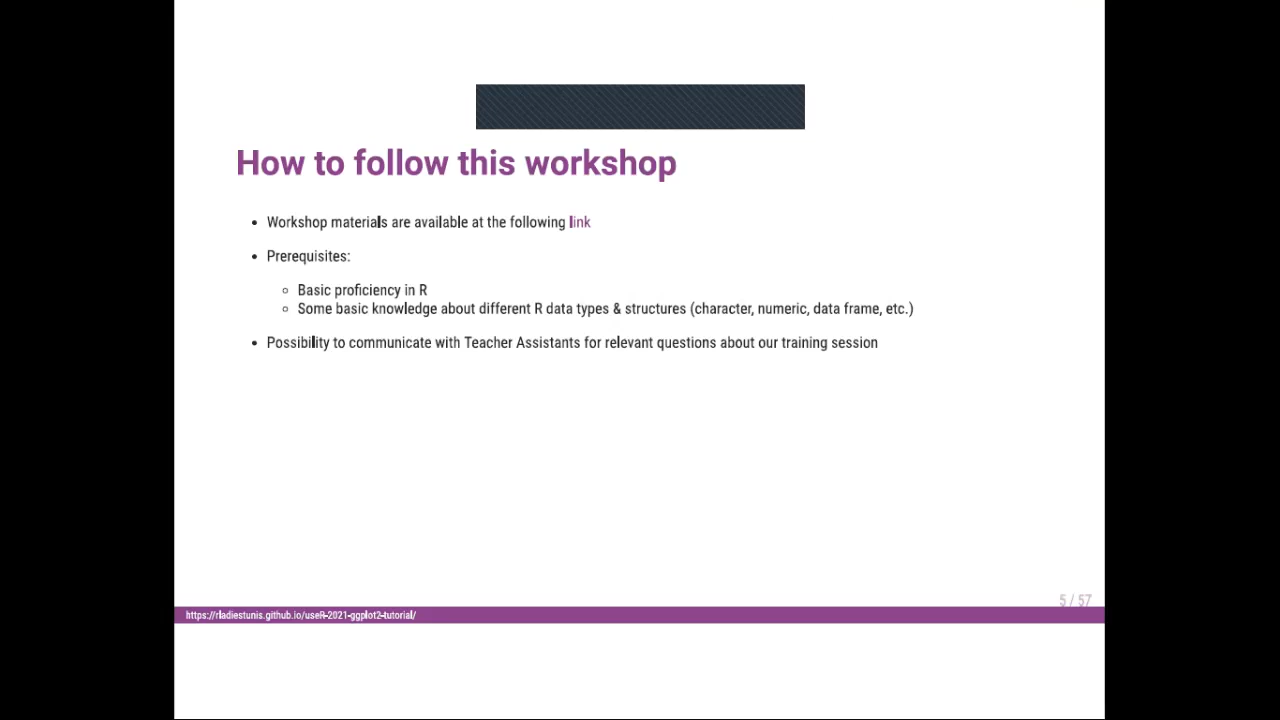 How to follow this workshop
Workshop materials are available at the following link
Prerequisites:
Basic proficiency in R
Some basic knowledge about different R data types & structures (character, numeric, data frame, etc.)
Possibility to communicate with Teacher Assistants for relevant questions about our training session
5 / 57
https://rladiestunis.github.io/useR-2021-ggplot2-tutorial/